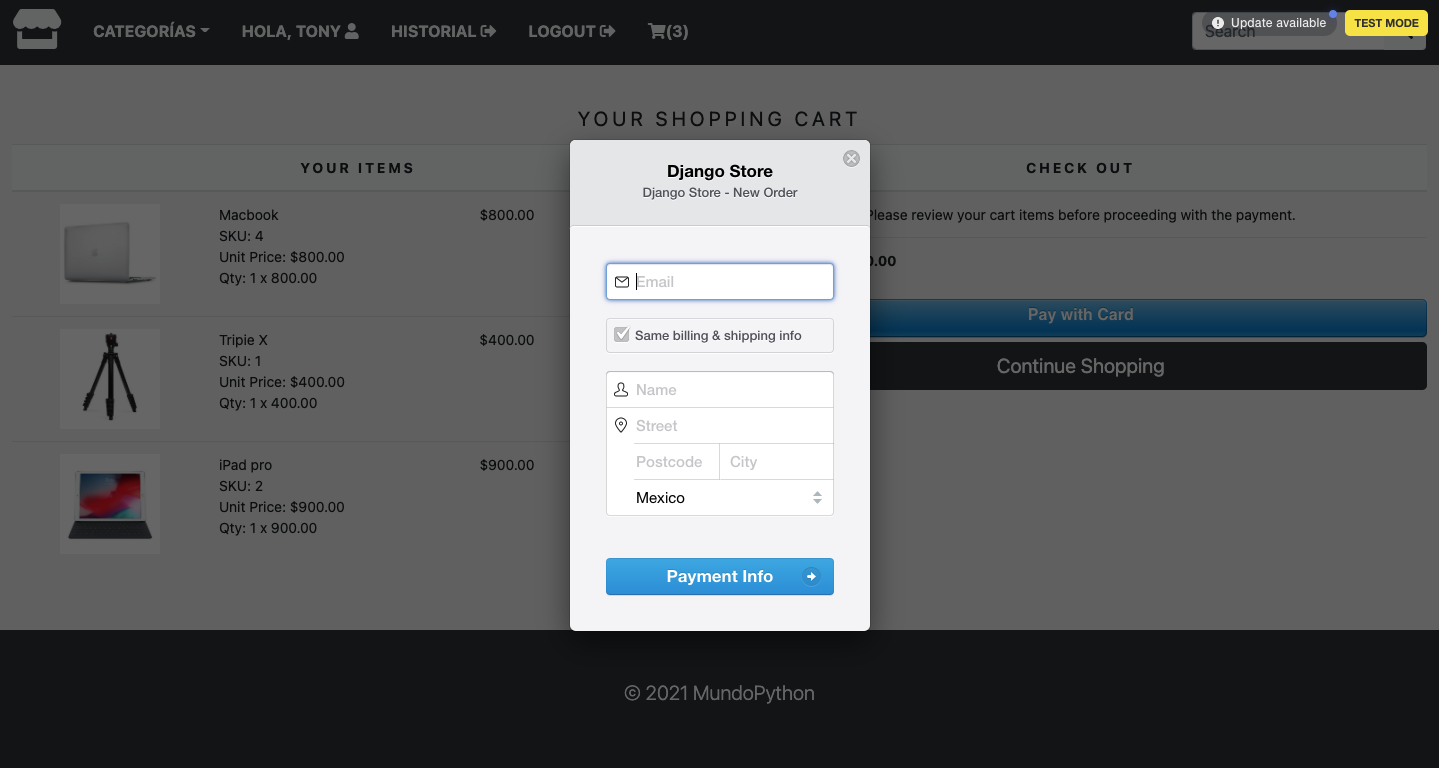 CATEGORÍAS
HOLA, TONY
HISTORIAL
LOGOUT
(3)
Search
Update available
TEST MODE
YOUR SHOPPING CART
YOUR ITEMS
CHECK OUT
Macbook
$800.00
SKU: 4
Unit Price: $800.00
Qty: 1 x 800.00
Tripie X
$400.00
SKU: 1
Unit Price: $400.00
Qty: 1 x 400.00
iPad pro
$900.00
SKU: 2
Unit Price: $900.00
Qty: 1 x 900.00
Please review your cart items before proceeding with the payment.
0.00
Pay with Card
Continue Shopping
Django Store
Django Store - New Order
Email
Same billing & shipping info
Name
Street
Postcode City
Mexico
Payment Info
© 2021 MundoPython